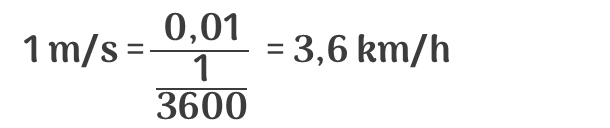 1 m/s = 0,01 / (1 / 3600) = 3,6 km/h